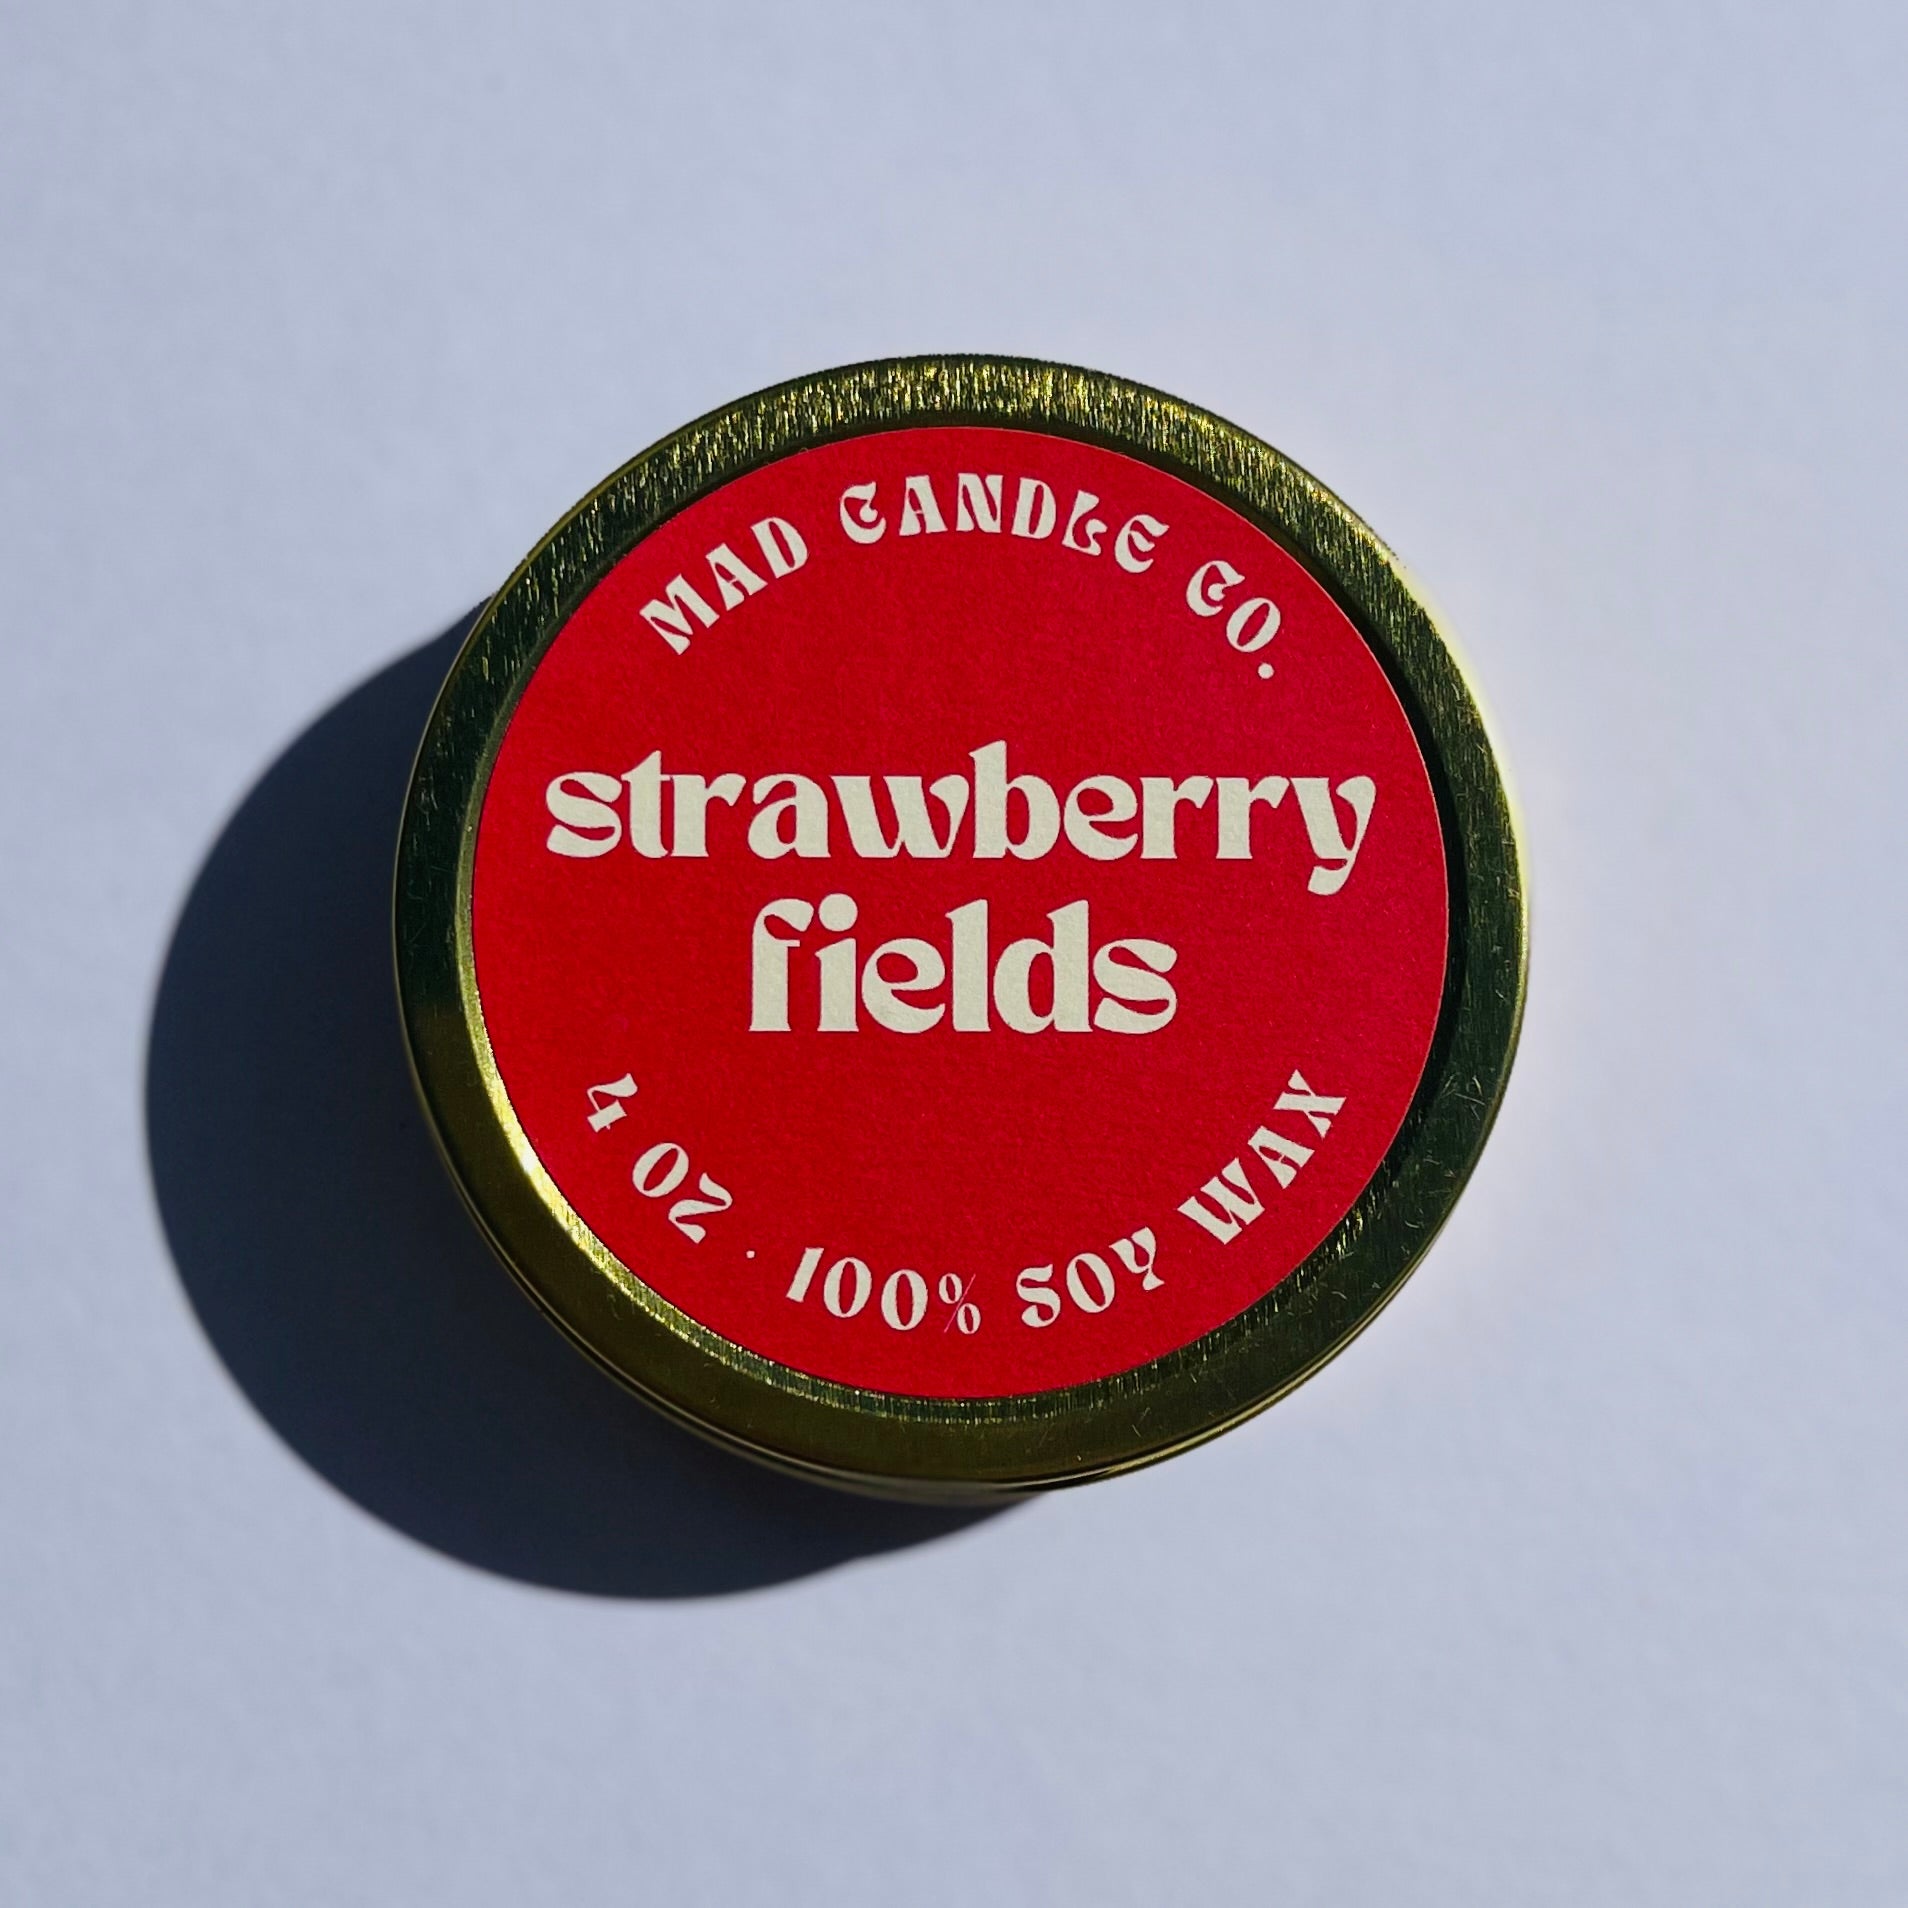 MAD CANDLE CO.
strawberry
fields
4 OZ · 100% SOY WAX